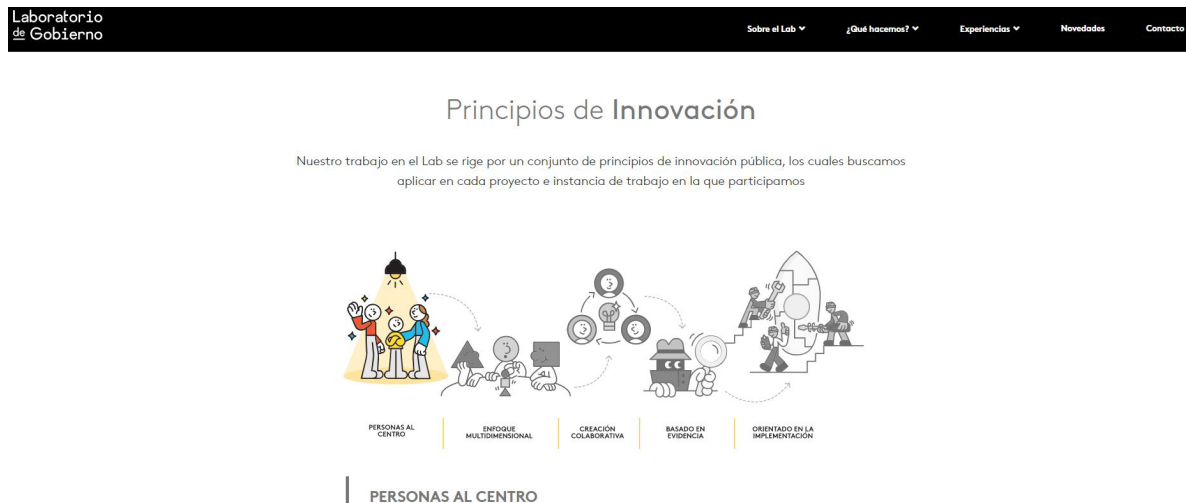 Laboratorio
de Gobierno
Sobre el Lab
¿Qué hacemos?
Experiencias
Novedades
Contacto
Principios de Innovación
Nuestro trabajo en el Lab se rige por un conjunto de principios de innovación pública, los cuales buscamos
aplicar en cada proyecto e instancia de trabajo en la que participamos
PERSONAS AL
CENTRO
ENFOQUE
MULTIDIMENSIONAL
CREACIÓN
COLABORATIVA
BASADO EN
EVIDENCIA
ORIENTADO EN LA
IMPLEMENTACIÓN
PERSONAS AL CENTRO